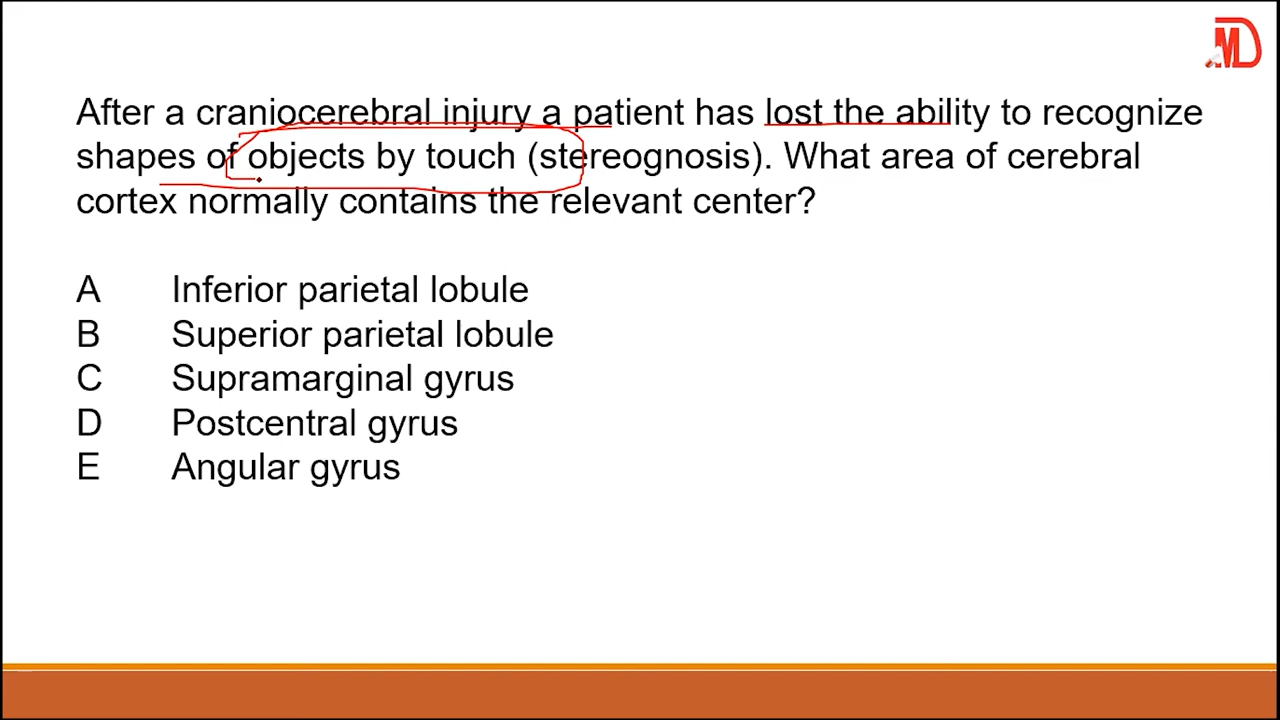 MD
After a craniocerebral injury a patient has lost the ability to recognize
shapes of objects by touch (stereognosis). What area of cerebral
cortex normally contains the relevant center?
A Inferior parietal lobule
B Superior parietal lobule
C Supramarginal gyrus
D Postcentral gyrus
E Angular gyrus